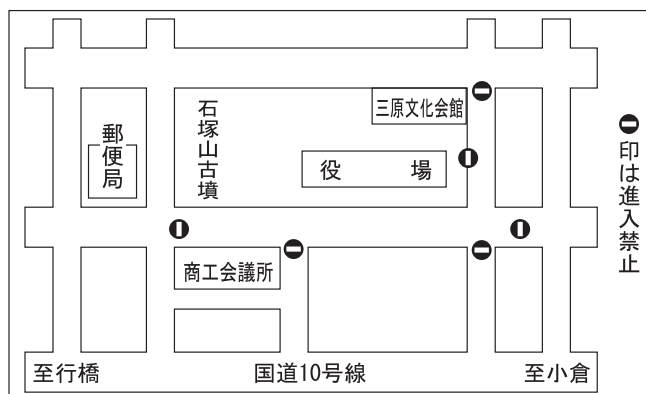 三原文化会館
石塚山古墳
郵便局
役　場
印は進入禁止
商工会議所
至行橋
国道10号線
至小倉